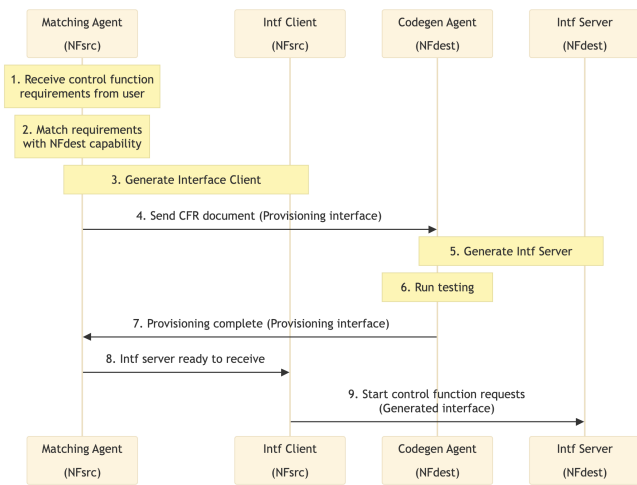 Matching Agent
(NFsrc)
Intf Client
(NFsrc)
Codegen Agent
(NFdest)
Intf Server
(NFdest)
1. Receive control function
requirements from user
2. Match requirements
with NFdest capability
3. Generate Interface Client
4. Send CFR document (Provisioning interface)
5. Generate Intf Server
6. Run testing
7. Provisioning complete (Provisioning interface)
8. Intf server ready to receive
9. Start control function requests
(Generated interface)
Matching Agent
(NFsrc)
Intf Client
(NFsrc)
Codegen Agent
(NFdest)
Intf Server
(NFdest)